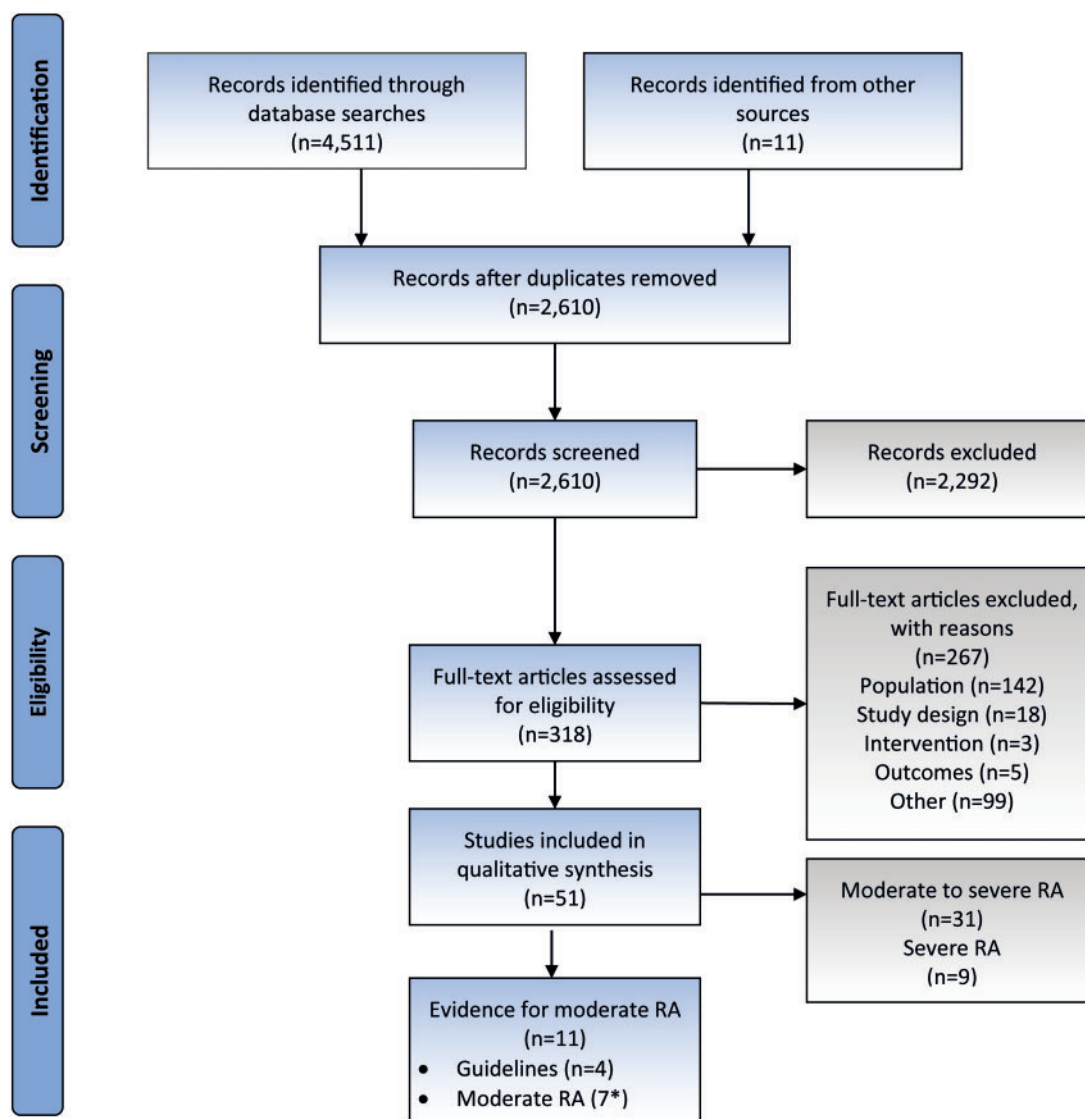 Identification
Records identified through
database searches
(n=4,511)
Records identified from other
sources
(n=11)
Records after duplicates removed
(n=2,610)
Screening
Records screened
(n=2,610)
Records excluded
(n=2,292)
Eligibility
Full-text articles assessed
for eligibility
(n=318)
Full-text articles excluded,
with reasons
(n=267)
Population (n=142)
Study design (n=18)
Intervention (n=3)
Outcomes (n=5)
Other (n=99)
Included
Studies included in
qualitative synthesis
(n=51)
Moderate to severe RA
(n=31)
Severe RA
(n=9)
Evidence for moderate RA
(n=11)
• Guidelines (n=4)
• Moderate RA (7*)